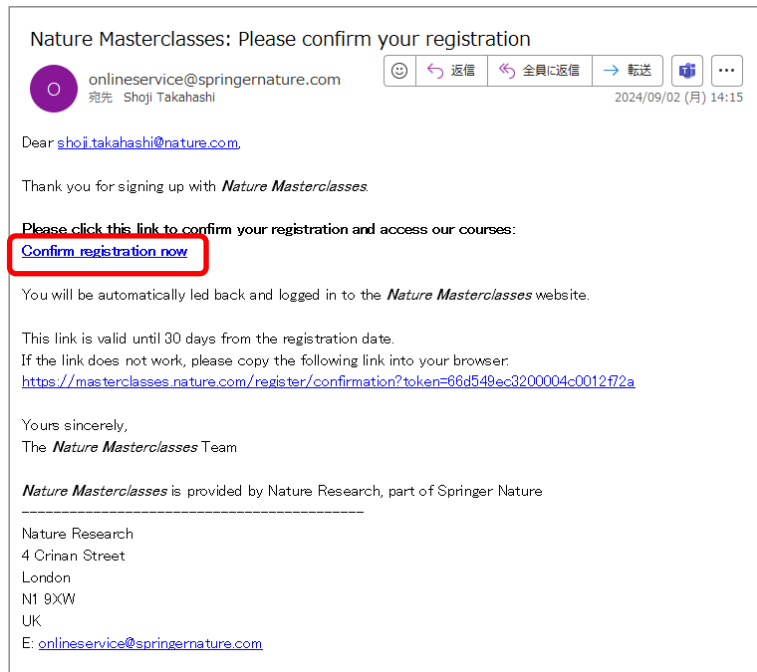 Nature Masterclasses: Please confirm your registration
O
onlineservice@springernature.com
宛先 Shoji Takahashi
返信
全員に返信
転送
2024/09/02 (月) 14:15
Dear shoji.takahashi@nature.com,
Thank you for signing up with Nature Masterclasses.
Please click this link to confirm your registration and access our courses:
Confirm registration now
You will be automatically led back and logged in to the Nature Masterclasses website.
This link is valid until 30 days from the registration date.
If the link does not work, please copy the following link into your browser:
https://masterclasses.nature.com/register/confirmation?token=66d549ec3200004c0012f72a
Yours sincerely,
The Nature Masterclasses Team
Nature Masterclasses is provided by Nature Research, part of Springer Nature
-------------------------------------------
Nature Research
4 Crinan Street
London
N1 9XW
UK
E: onlineservice@springernature.com